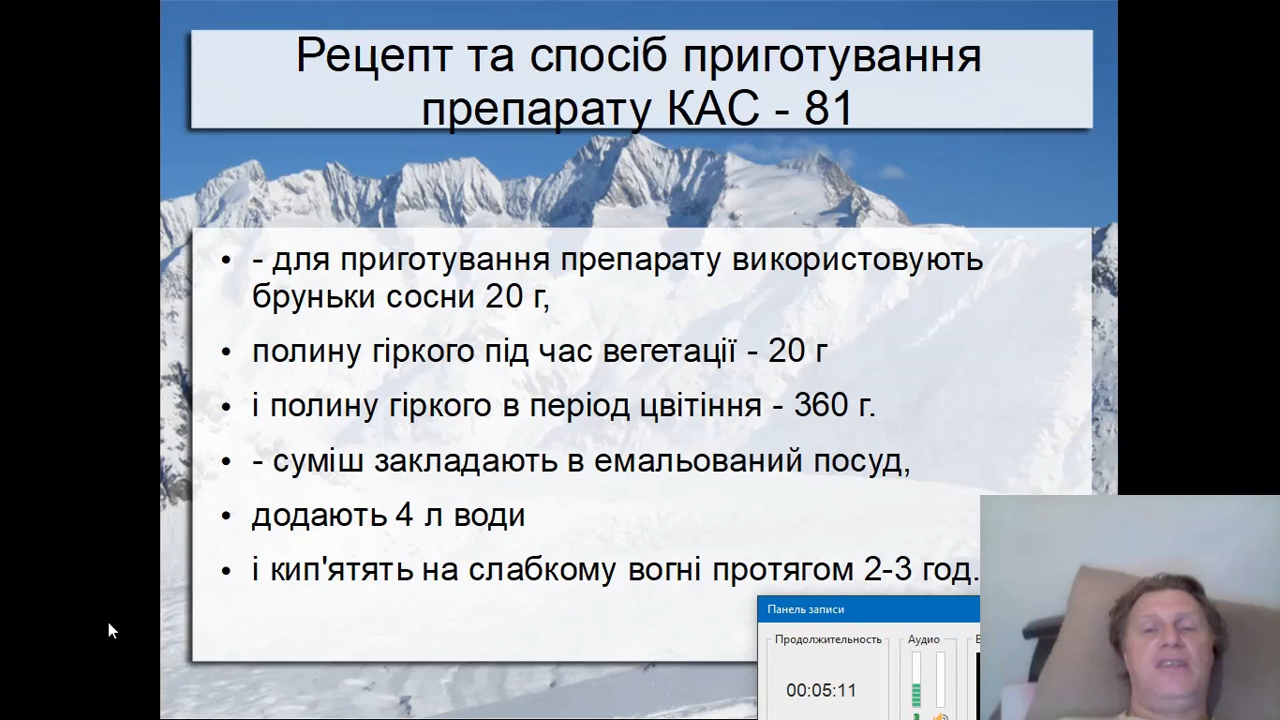 Рецепт та спосіб приготування
препарату КАС - 81
• - для приготування препарату використовують
бруньки сосни 20 г,
• полину гіркого під час вегетації - 20 г
• і полину гіркого в період цвітіння - 360 г.
• - суміш закладають в емальований посуд,
• додають 4 л води
• і кип'ятять на слабкому вогні протягом 2-3 год.
Панель записи
Продолжительность
Аудио
00:05:11